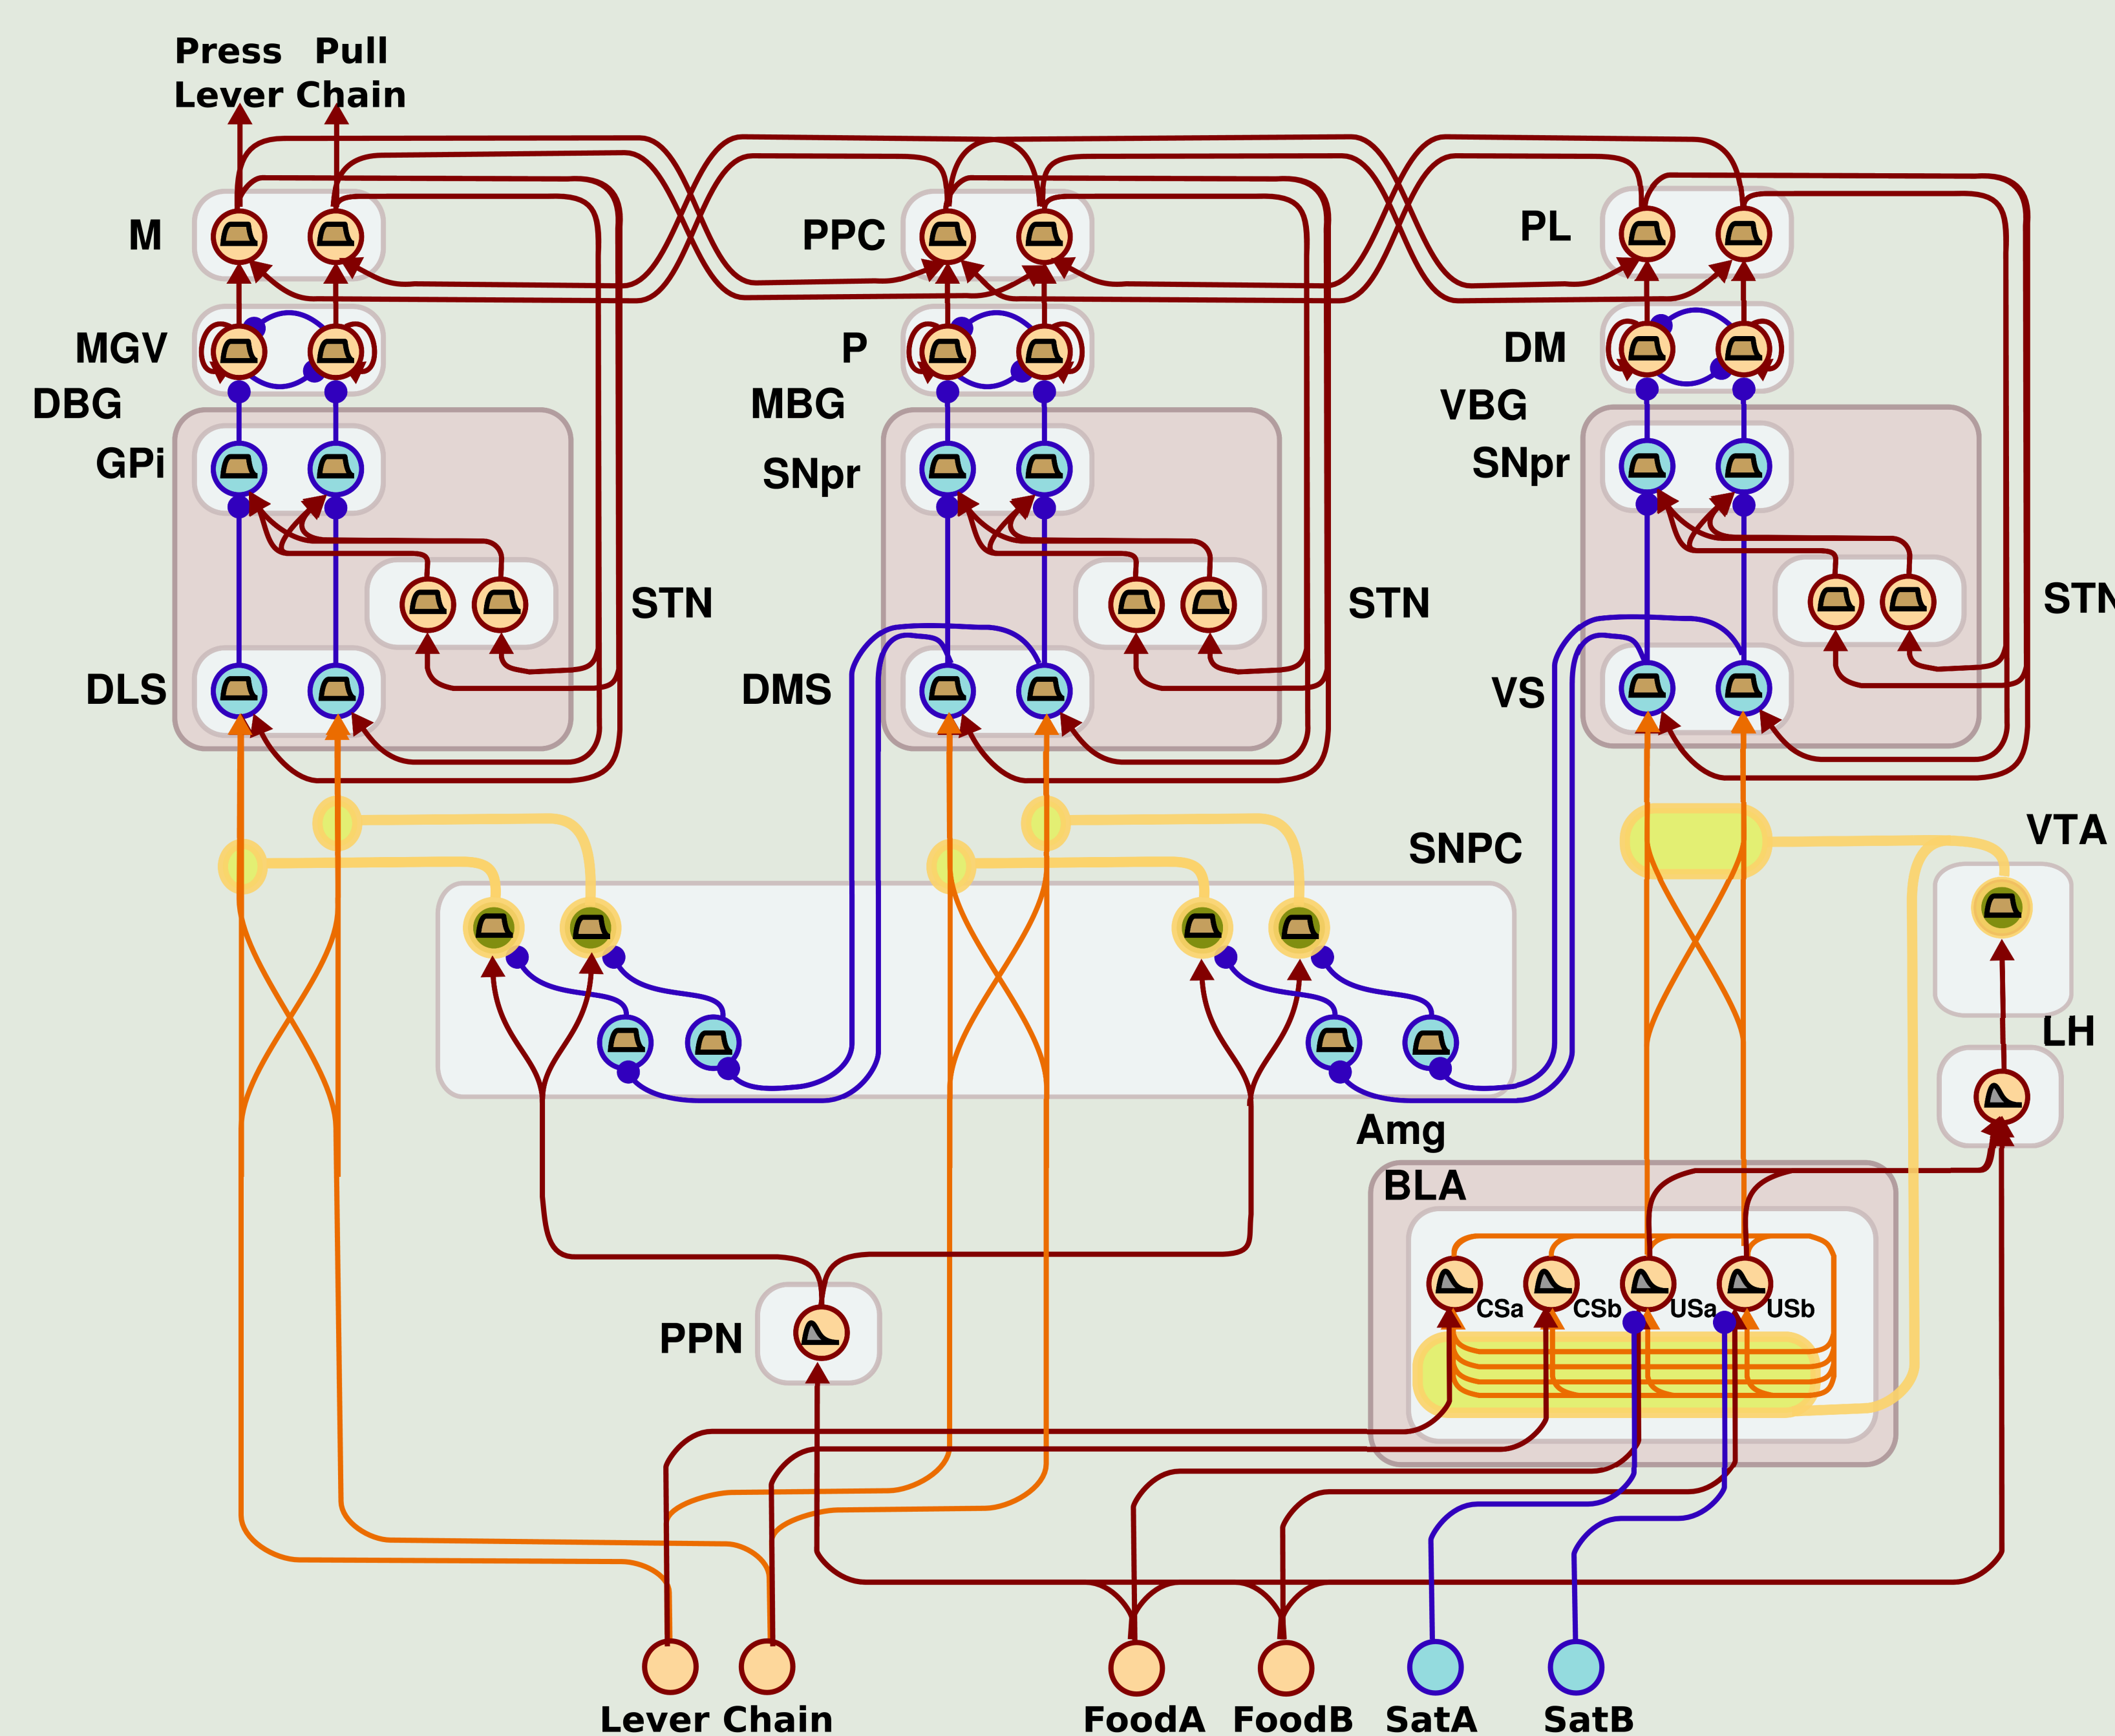 Press Pull
Lever Chain
M
PPC
PL
MGV
P
DM
DBG
MBG
VBG
GPi
SNpr
SNpr
STN
STN
STN
DLS
DMS
VS
SNPC
VTA
LH
Amg
BLA
CSa
CSb
USa
USb
PPN
Lever Chain
FoodA
FoodB
SatA
SatB